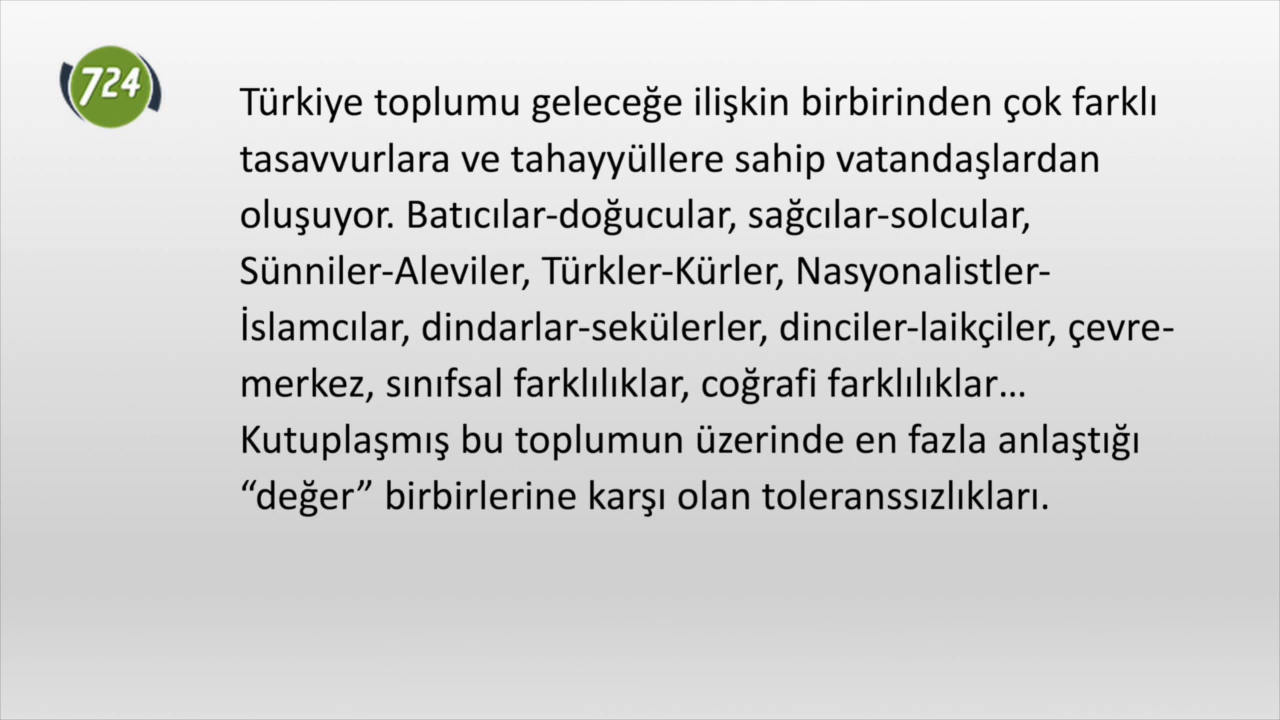 724
Türkiye toplumu geleceğe ilişkin birbirinden çok farklı
tasavvurlara ve tahayyüllere sahip vatandaşlardan
oluşuyor. Batıcılar-doğucular, sağcılar-solcular,
Sünniler-Aleviler, Türkler-Kürler, Nasyonalistler-
İslamcılar, dindarlar-sekülerler, dinciler-laikçiler, çevre-
merkez, sınıfsal farklılıklar, coğrafi farklılıklar…
Kutuplaşmış bu toplumun üzerinde en fazla anlaştığı
“değer” birbirlerine karşı olan toleranssızlıkları.